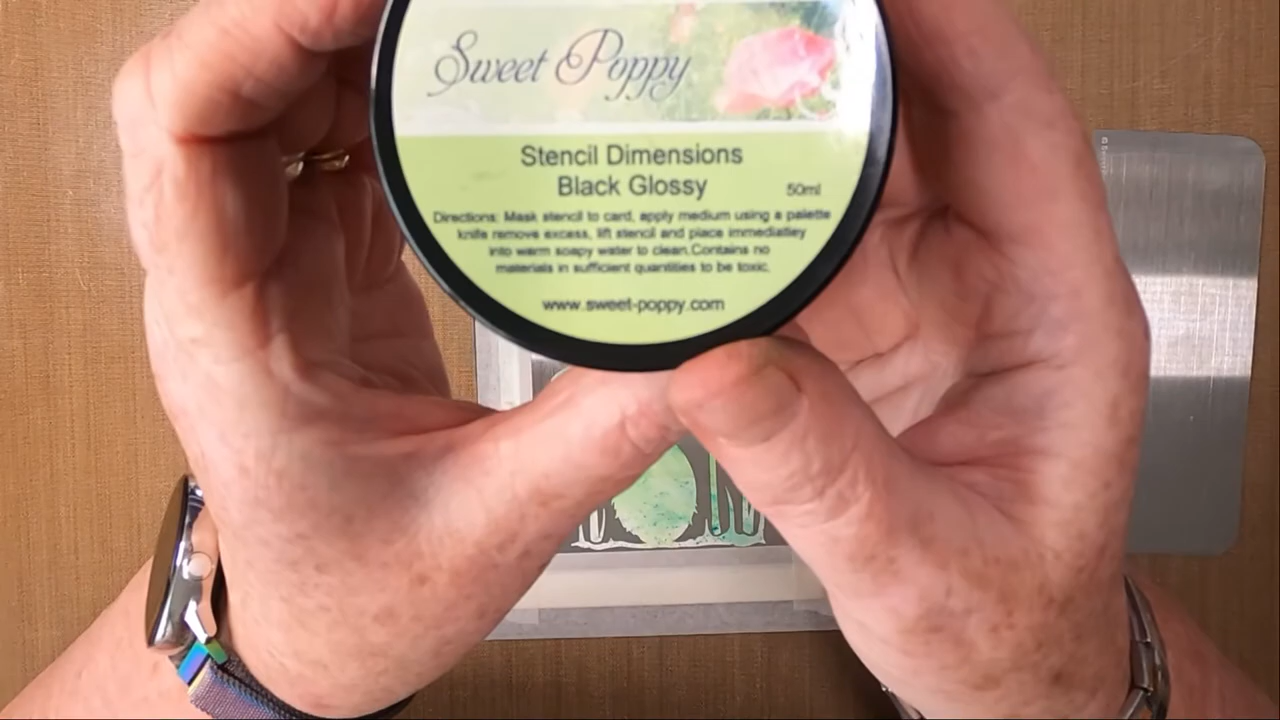 Sweet Poppy
Stencil Dimensions
Black Glossy
50ml
Directions: Mask stencil to card, apply medium using a palette
knife remove excess, lift stencil and place immediatley
into warm soapy water to clean.Contains no
materials in sufficient quantities to be toxic.
www.sweet-poppy.com